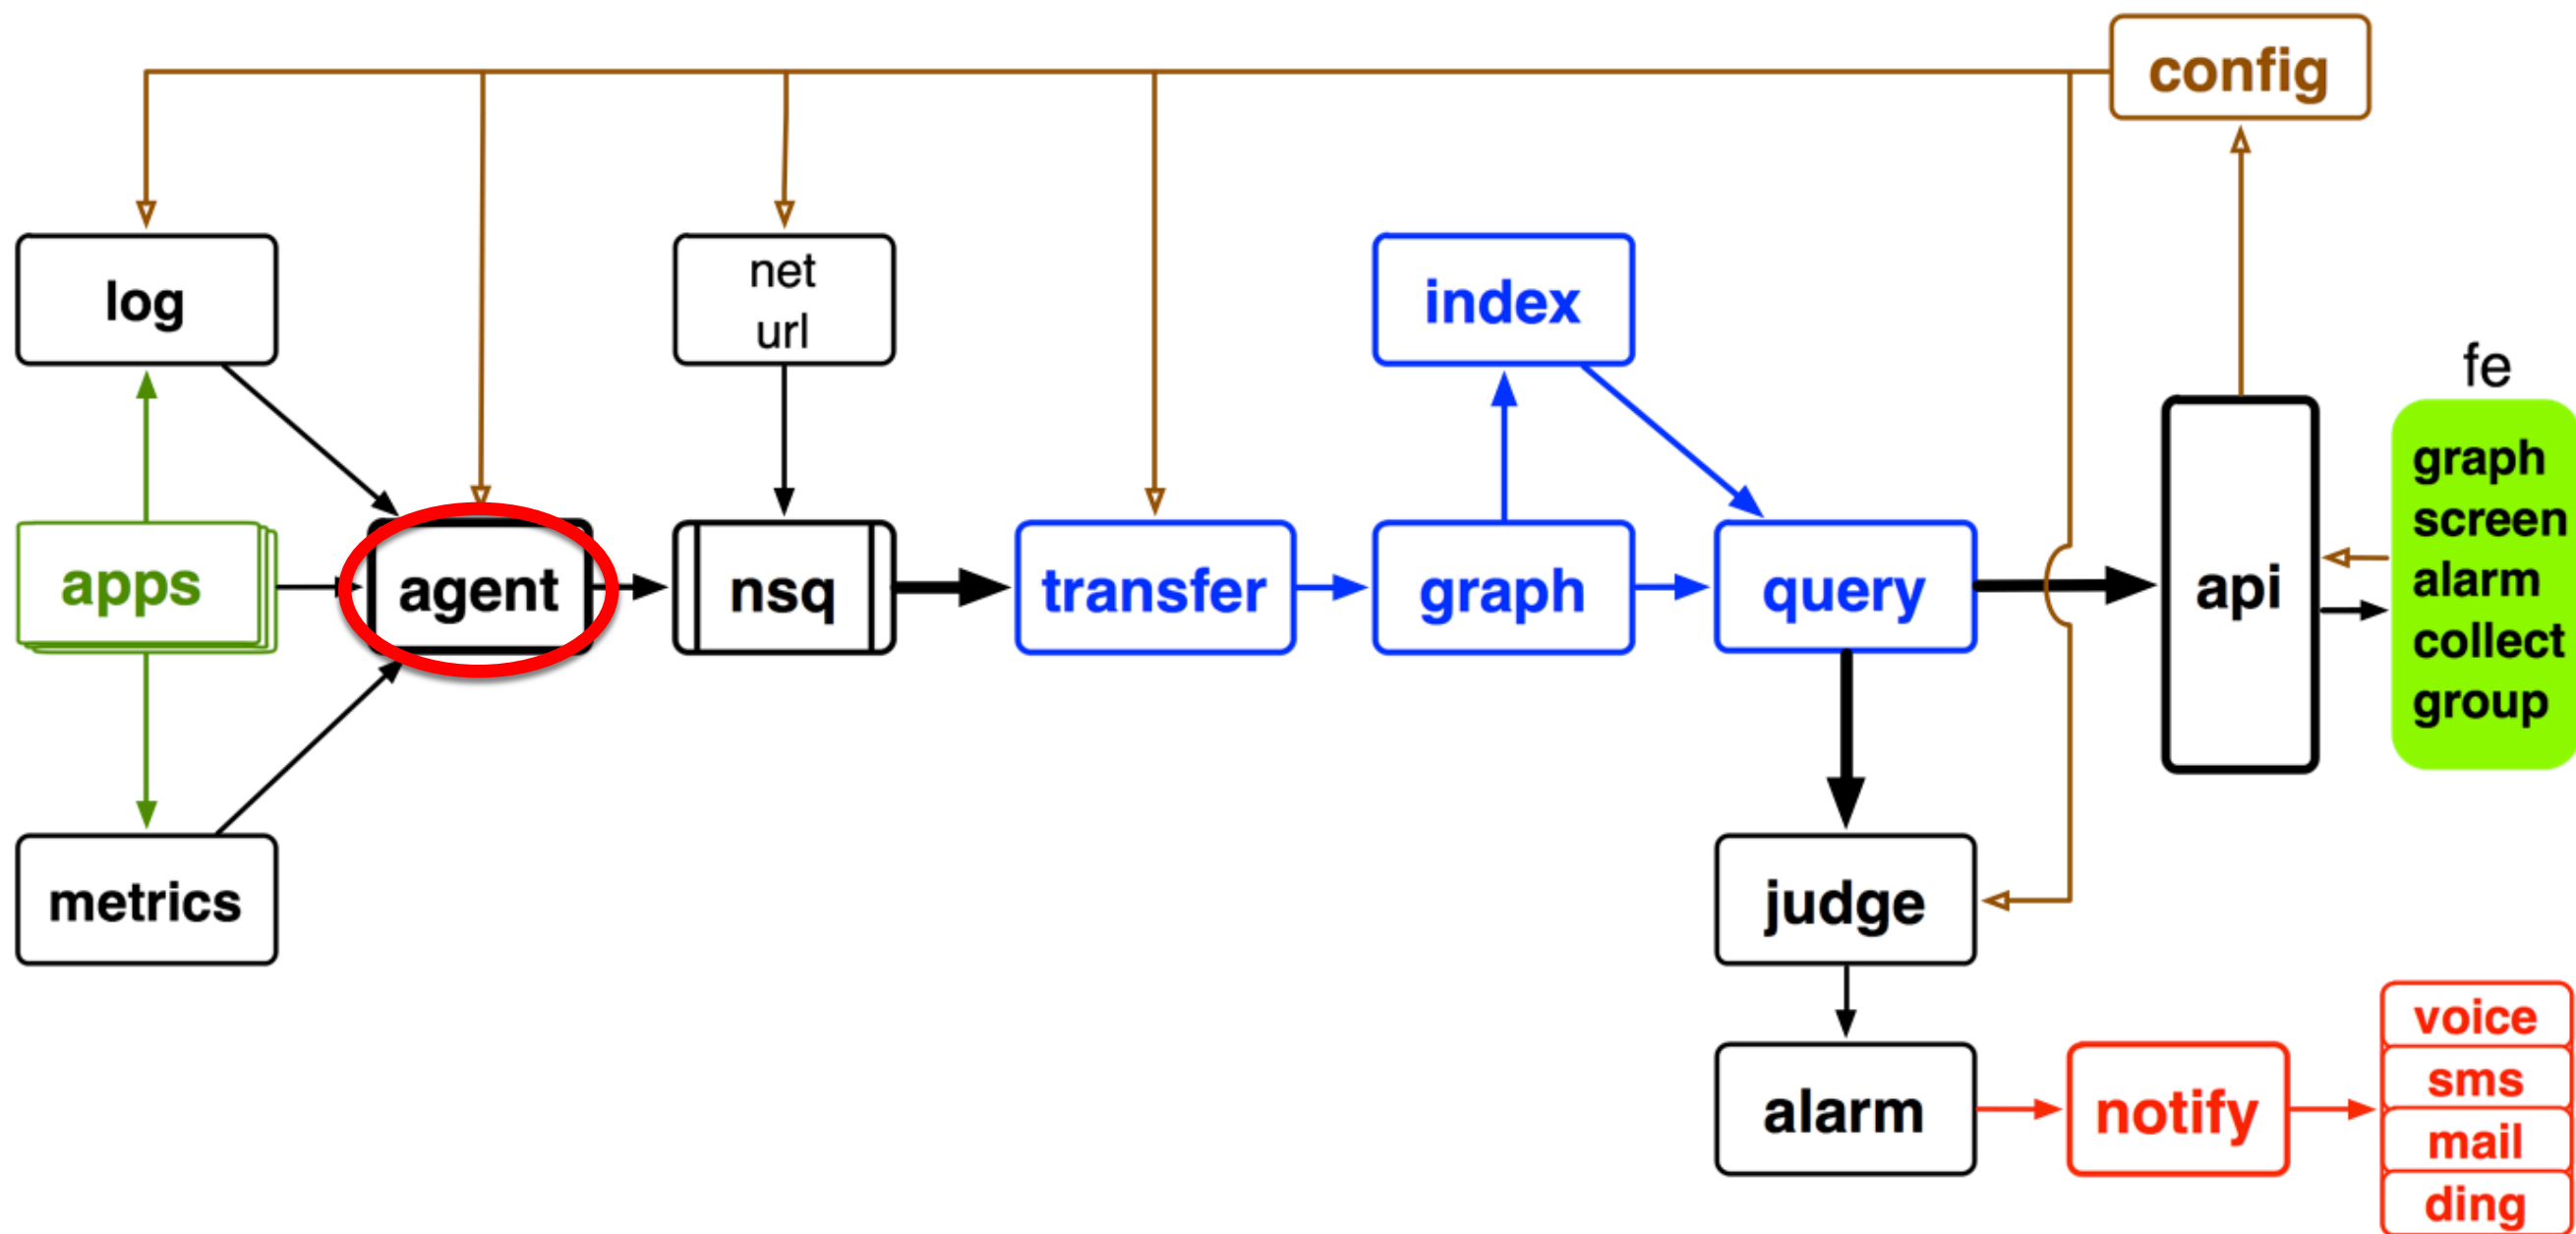 config
log
net
url
index
fe
apps
agent
nsq
transfer
graph
query
api
graph
screen
alarm
collect
group
metrics
judge
alarm
notify
voice
sms
mail
ding